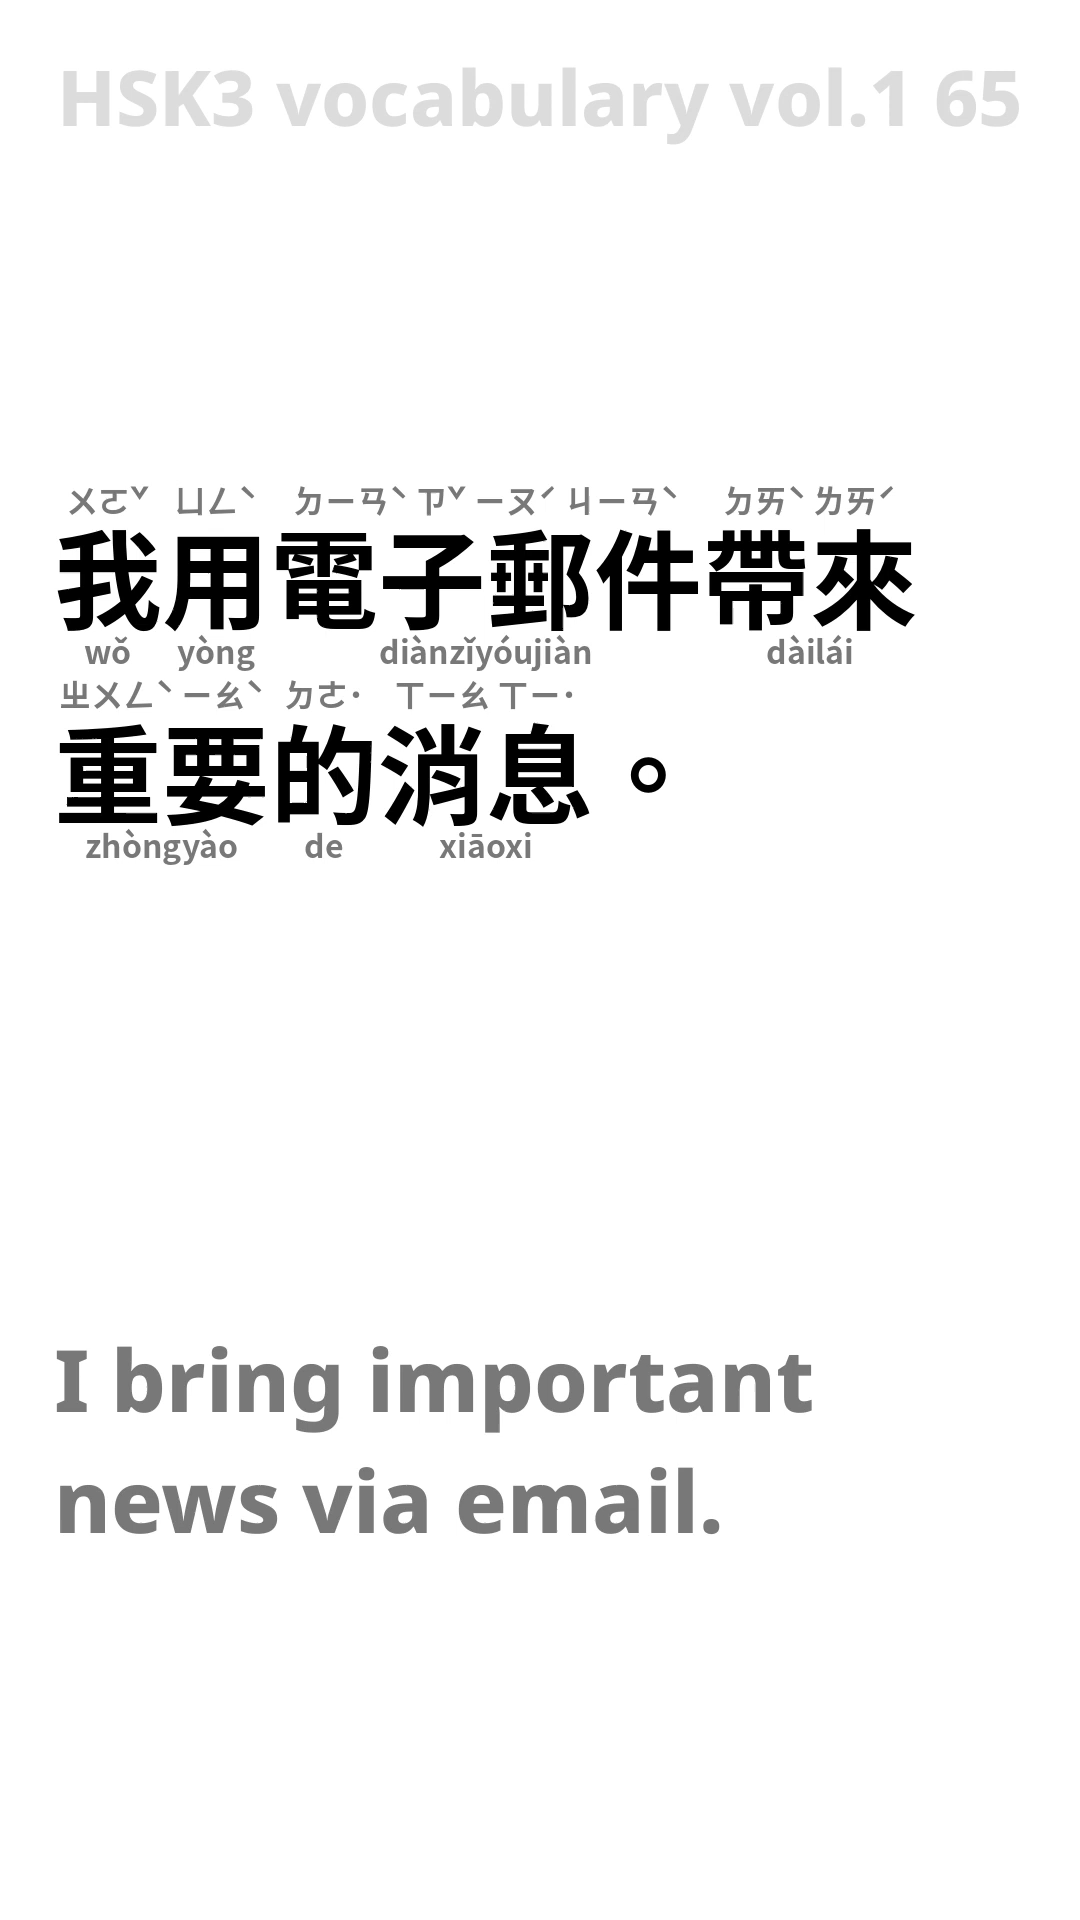 HSK3 vocabulary vol.1 65
ㄨㄛˇ ㄩㄥˋ ㄉㄧㄢˋ ㄗˇ ㄧㄡˊ ㄐㄧㄢˋ ㄉㄞˋ ㄌㄞˊ
我用電子郵件帶來
wǒ yòng diànzǐyóujiàn dàilái
ㄓㄨㄥˋ ㄧㄠˋ ㄉㄜ˙ ㄒㄧㄠ ㄒㄧ˙
重要的消息。
zhòngyào de xiāoxi
I bring important
news via email.